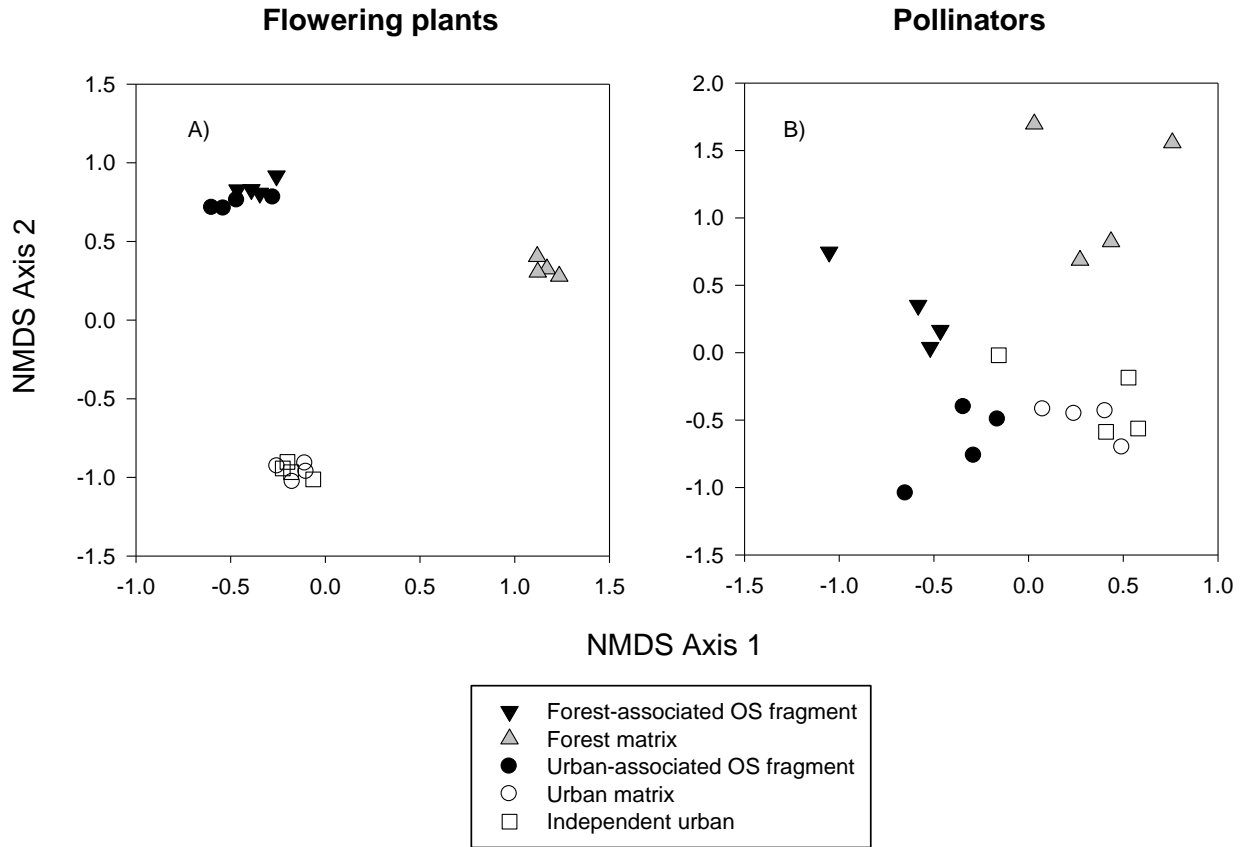 Flowering plants
Pollinators
NMDS Axis 2
A)
1.5
1.0
0.5
0.0
-0.5
-1.0
-1.5
-1.0
-0.5
0.0
0.5
1.0
1.5
B)
2.0
1.5
1.0
0.5
0.0
-0.5
-1.0
-1.5
-1.5
-1.0
-0.5
0.0
0.5
1.0
NMDS Axis 1
Forest-associated OS fragment
Forest matrix
Urban-associated OS fragment
Urban matrix
Independent urban